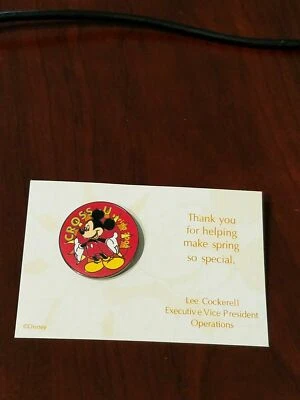 CROSS U
Thank you
for helping
make spring
so special.
Lee Cockerell
Executive Vice President
Operations
©Disney